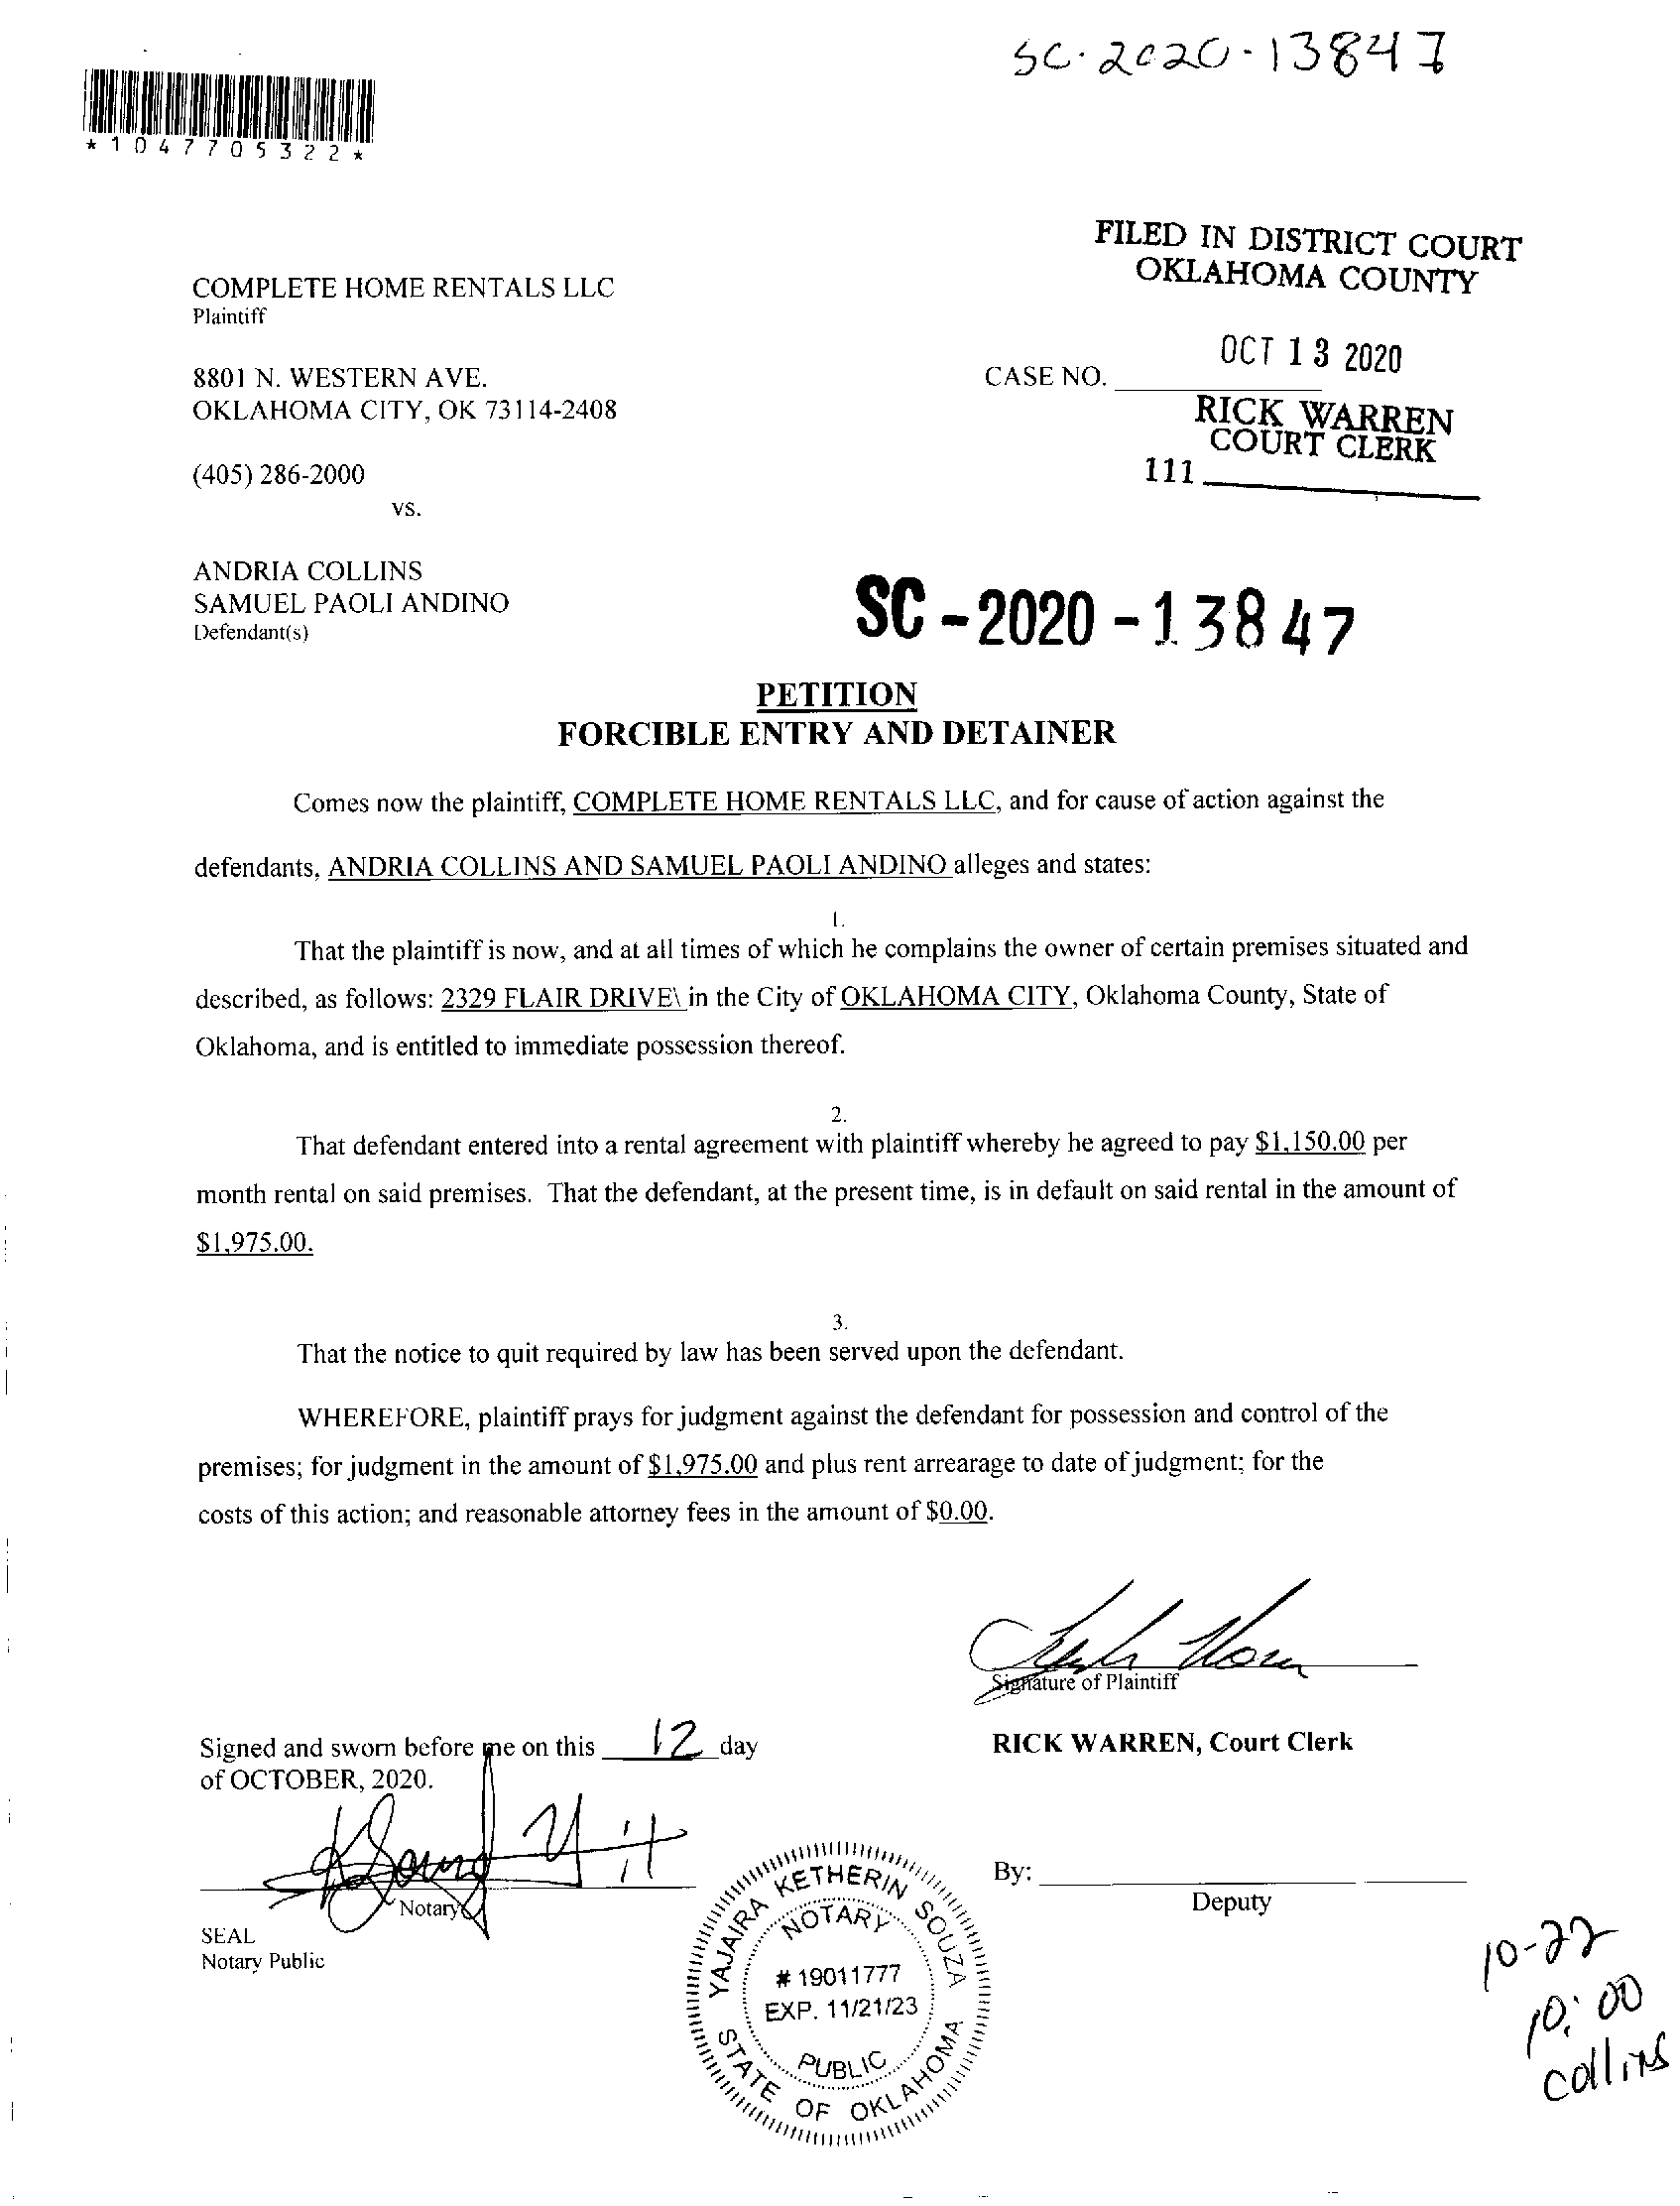 SC-2020-13847
*1047705322*
FILED IN DISTRICT COURT
OKLAHOMA COUNTY
COMPLETE HOME RENTALS LLC
Plaintiff
OCT 13 2020
8801 N. WESTERN AVE.
CASE NO.
OKLAHOMA CITY, OK 73114-2408
RICK WARREN
COURT CLERK
(405) 286-2000
111
vs.
ANDRIA COLLINS
SAMUEL PAOLI ANDINO
Defendant(s)
SC-2020-13847
PETITION
FORCIBLE ENTRY AND DETAINER
Comes now the plaintiff, COMPLETE HOME RENTALS LLC, and for cause of action against the
defendants, ANDRIA COLLINS AND SAMUEL PAOLI ANDINO alleges and states:
1.
That the plaintiff is now, and at all times of which he complains the owner of certain premises situated and
described, as follows: 2329 FLAIR DRIVE\ in the City of OKLAHOMA CITY, Oklahoma County, State of
Oklahoma, and is entitled to immediate possession thereof.
2.
That defendant entered into a rental agreement with plaintiff whereby he agreed to pay $1,150.00 per
month rental on said premises. That the defendant, at the present time, is in default on said rental in the amount of
$1,975.00.
3.
That the notice to quit required by law has been served upon the defendant.
WHEREFORE, plaintiff prays for judgment against the defendant for possession and control of the
premises; for judgment in the amount of $1,975.00 and plus rent arrearage to date of judgment; for the
costs of this action; and reasonable attorney fees in the amount of $0.00.
Signature of Plaintiff
Signed and sworn before me on this 12 day
of OCTOBER, 2020.
RICK WARREN, Court Clerk
By:
Deputy
Notary
SEAL
Notary Public
YAJAIRA KETHERIN SOUZA
NOTARY
# 19011777
EXP. 11/21/23
PUBLIC
STATE OF OKLAHOMA
10-22
10:00
collins